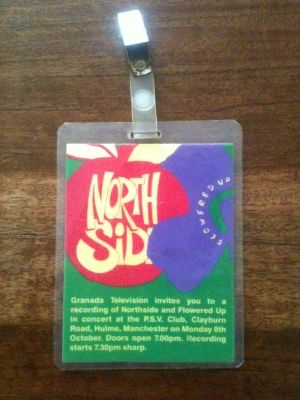 NORTH
SIDE
FLOWERED UP
Granada Television invites you to a
recording of Northside and Flowered Up
in concert at the P.S.V. Club, Clayburn
Road, Hulme, Manchester on Monday 8th
October. Doors open 7.00pm. Recording
starts 7.30pm sharp.